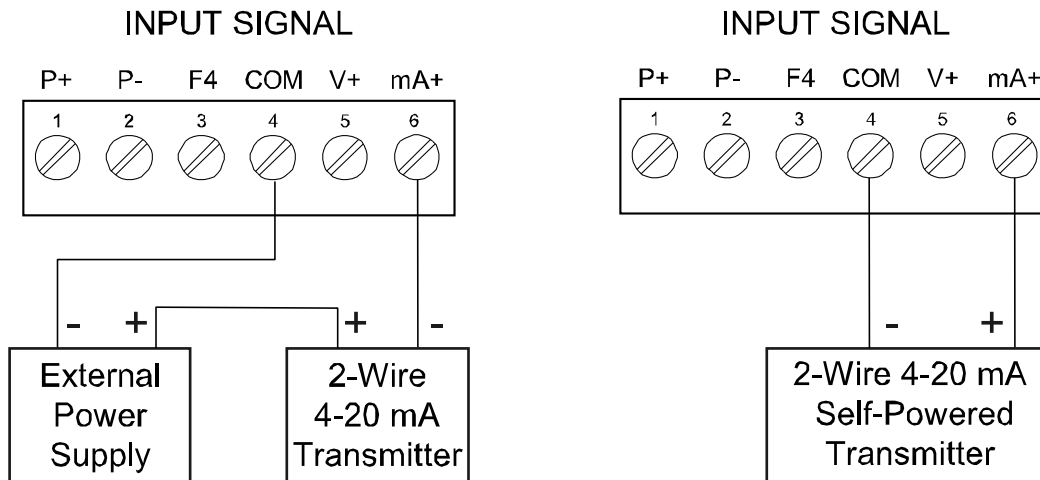 INPUT SIGNAL
P+ P- F4 COM V+ mA+
1 2 3 4 5 6
- + + -
External
Power
Supply
2-Wire
4-20 mA
Transmitter
INPUT SIGNAL
P+ P- F4 COM V+ mA+
1 2 3 4 5 6
- +
2-Wire 4-20 mA
Self-Powered
Transmitter